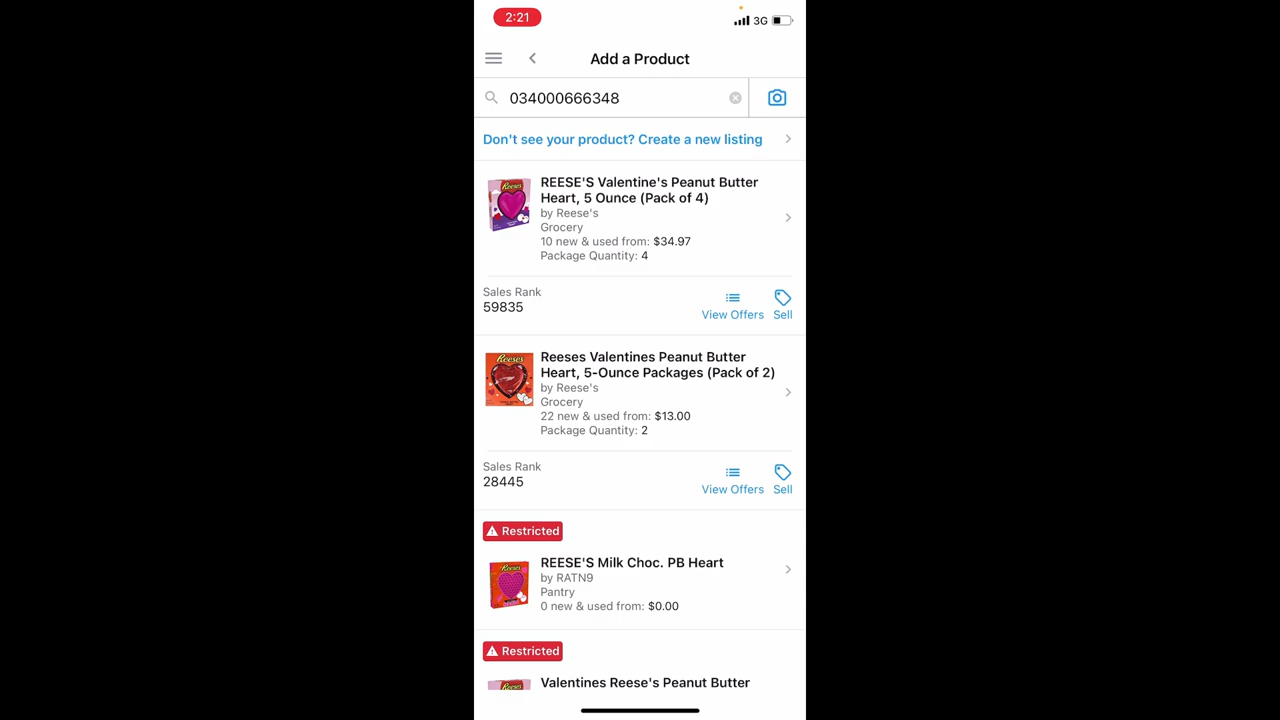 2:21
3G
Add a Product
034000666348
Don't see your product? Create a new listing
REESE'S Valentine's Peanut Butter
Heart, 5 Ounce (Pack of 4)
by Reese's
Grocery
10 new & used from: $34.97
Package Quantity: 4
Sales Rank
59835
View Offers
Sell
Reeses Valentines Peanut Butter
Heart, 5-Ounce Packages (Pack of 2)
by Reese's
Grocery
22 new & used from: $13.00
Package Quantity: 2
Sales Rank
28445
View Offers
Sell
Restricted
REESE'S Milk Choc. PB Heart
by RATN9
Pantry
0 new & used from: $0.00
Restricted
Valentines Reese's Peanut Butter